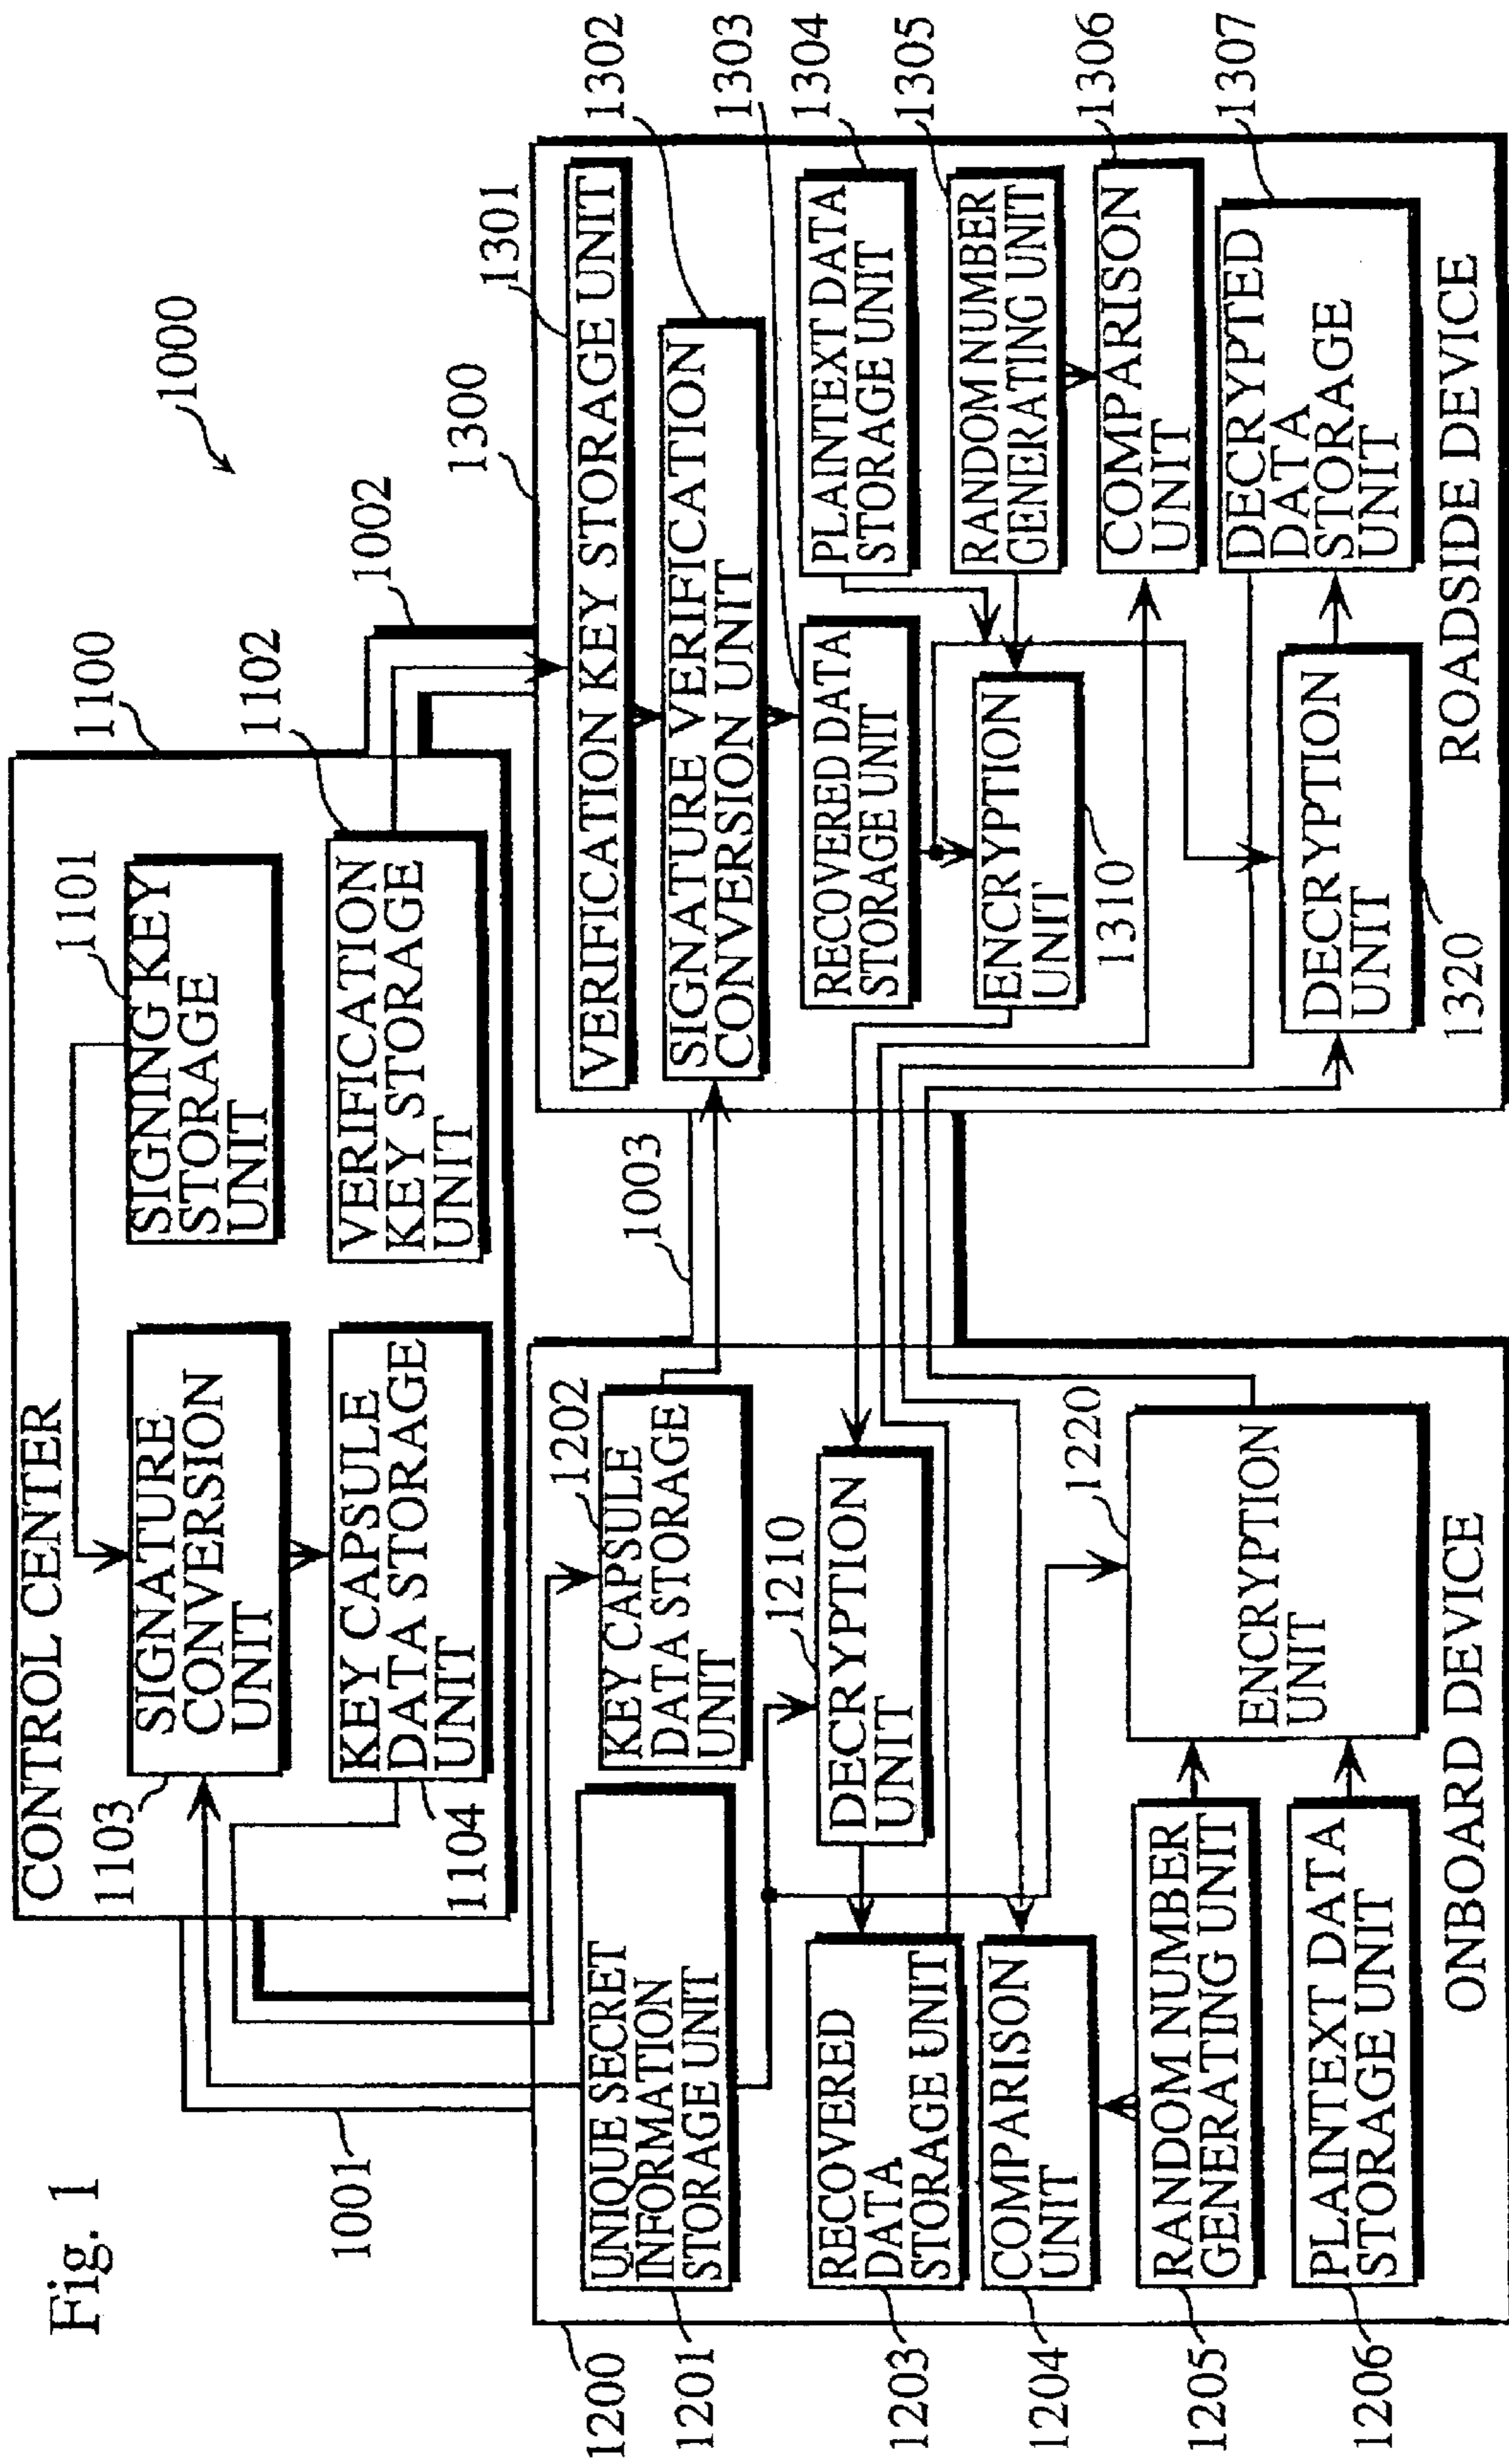 Fig. 1
1000
CONTROL CENTER
1100
1103
SIGNATURE
CONVERSION
UNIT
1101
SIGNING KEY
STORAGE
UNIT
1104
KEY CAPSULE
DATA STORAGE
UNIT
1102
VERIFICATION
KEY STORAGE
UNIT
1001
1002
1003
1200
1201
UNIQUE SECRET
INFORMATION
STORAGE UNIT
1202
KEY CAPSULE
DATA STORAGE
UNIT
1210
DECRYPTION
UNIT
1203
RECOVERED
DATA
STORAGE UNIT
1204
COMPARISON
UNIT
1220
ENCRYPTION
UNIT
1205
RANDOM NUMBER
GENERATING UNIT
1206
PLAINTEXT DATA
STORAGE UNIT
ONBOARD DEVICE
1300
1301
VERIFICATION KEY STORAGE UNIT
1302
SIGNATURE VERIFICATION
CONVERSION UNIT
1303
RECOVERED DATA
STORAGE UNIT
1304
PLAINTEXT DATA
STORAGE UNIT
1305
RANDOM NUMBER
GENERATING UNIT
ENCRYPTION
UNIT
1310
1306
COMPARISON
UNIT
1307
DECRYPTED
DATA
STORAGE
UNIT
DECRYPTION
UNIT
1320
ROADSIDE DEVICE